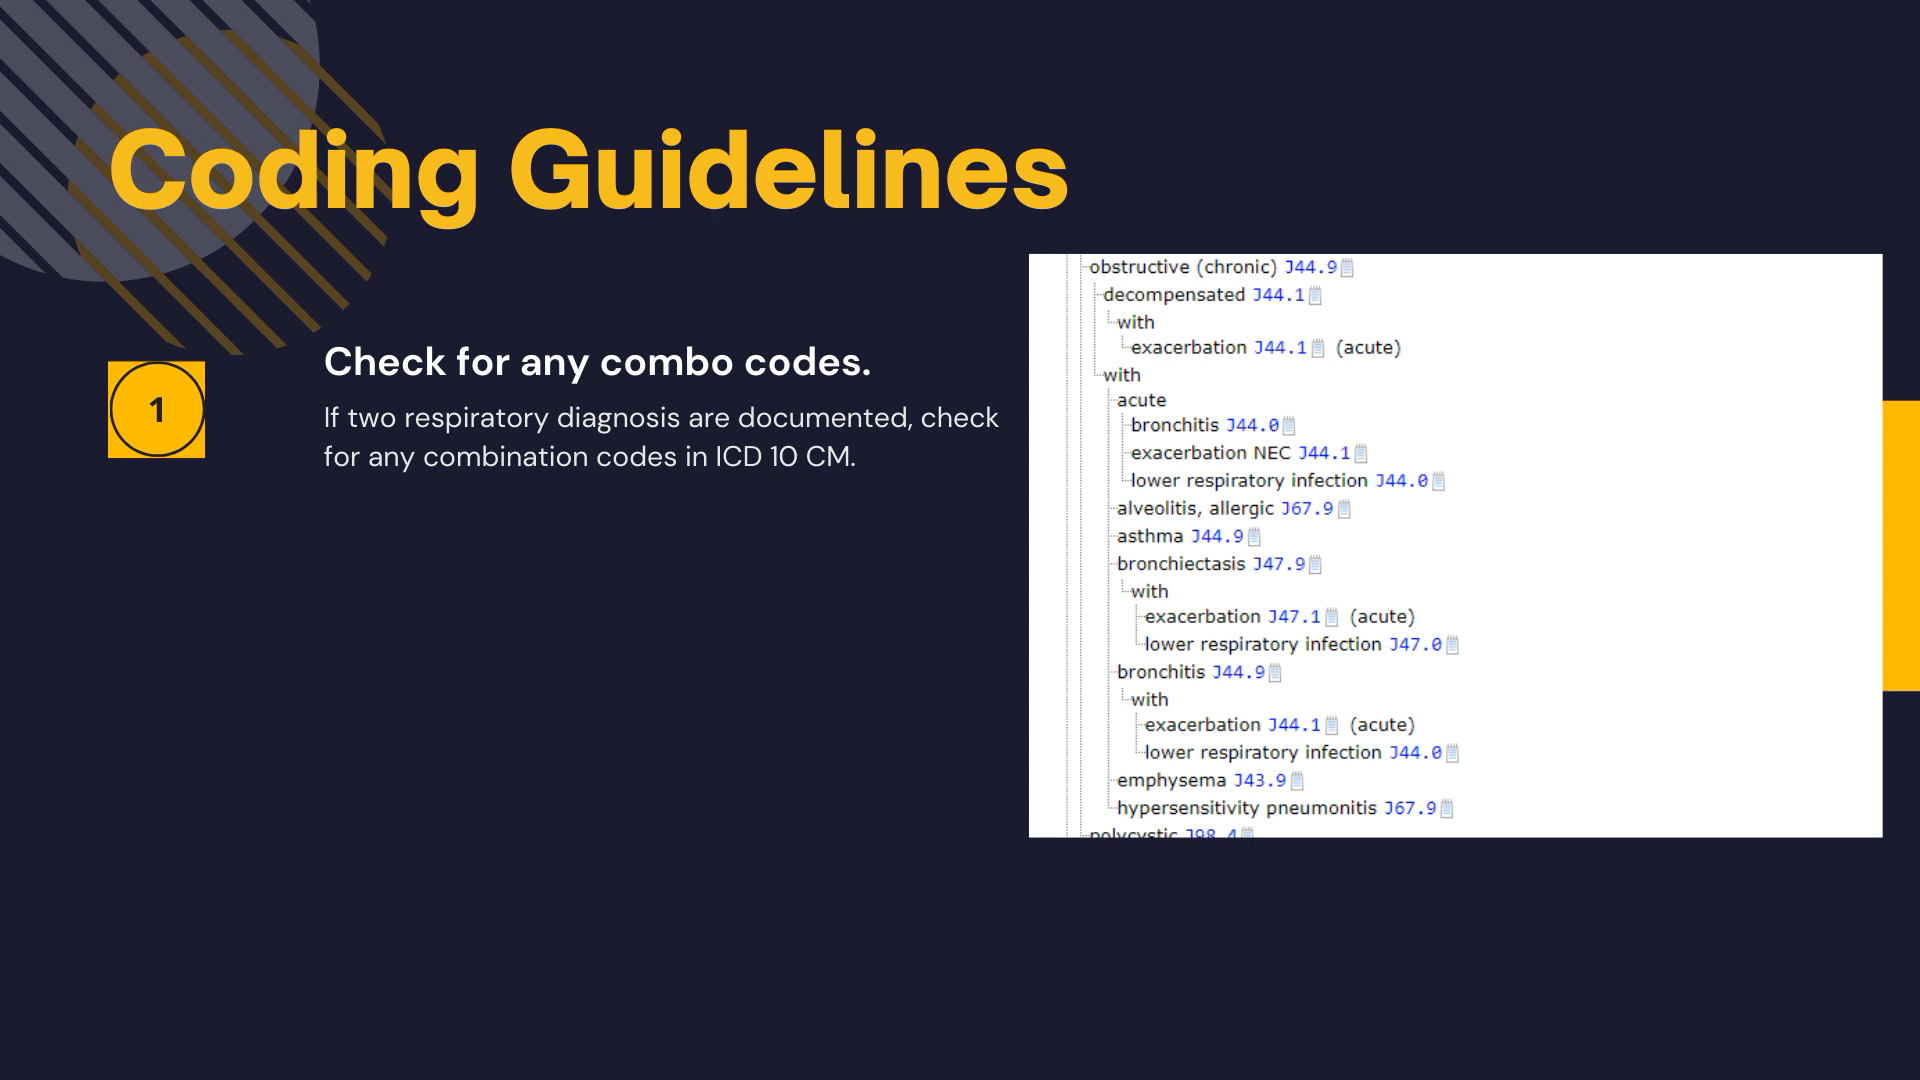 Coding Guidelines
1
Check for any combo codes.
If two respiratory diagnosis are documented, check
for any combination codes in ICD 10 CM.
obstructive (chronic) J44.9
decompensated J44.1
with
exacerbation J44.1 (acute)
with
acute
bronchitis J44.0
exacerbation NEC J44.1
lower respiratory infection J44.0
alveolitis, allergic J67.9
asthma J44.9
bronchiectasis J47.9
with
exacerbation J47.1 (acute)
lower respiratory infection J47.0
bronchitis J44.9
with
exacerbation J44.1 (acute)
lower respiratory infection J44.0
emphysema J43.9
hypersensitivity pneumonitis J67.9
polycystic J98.4